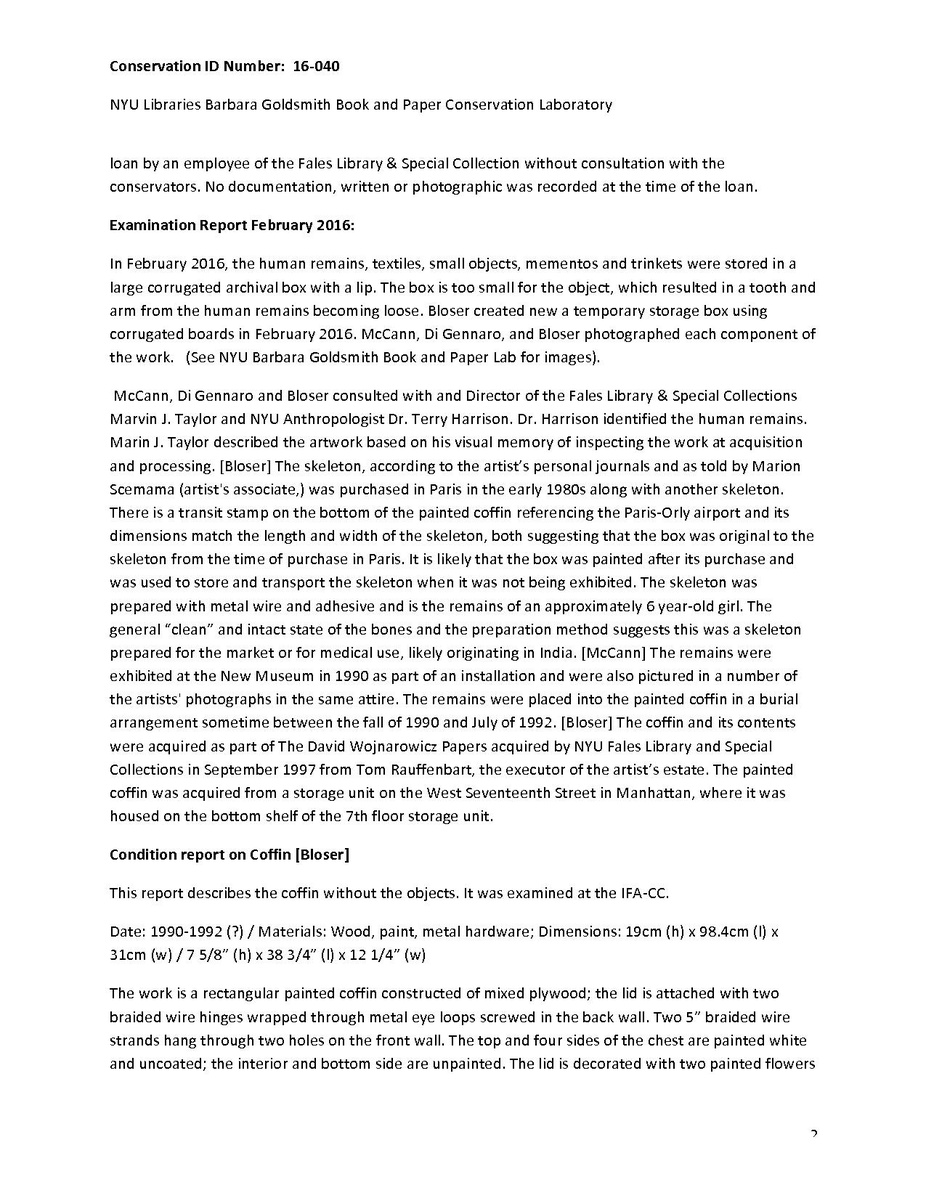 Conservation ID Number:  16-040
NYU Libraries Barbara Goldsmith Book and Paper Conservation Laboratory
loan by an employee of the Fales Library & Special Collection without consultation with the
conservators. No documentation, written or photographic was recorded at the time of the loan.
Examination Report February 2016:
In February 2016, the human remains, textiles, small objects, mementos and trinkets were stored in a
large corrugated archival box with a lip. The box is too small for the object, which resulted in a tooth and
arm from the human remains becoming loose. Bloser created new a temporary storage box using
corrugated boards in February 2016. McCann, Di Gennaro, and Bloser photographed each component of
the work.   (See NYU Barbara Goldsmith Book and Paper Lab for images).
McCann, Di Gennaro and Bloser consulted with and Director of the Fales Library & Special Collections
Marvin J. Taylor and NYU Anthropologist Dr. Terry Harrison. Dr. Harrison identified the human remains.
Marin J. Taylor described the artwork based on his visual memory of inspecting the work at acquisition
and processing. [Bloser] The skeleton, according to the artist’s personal journals and as told by Marion
Scemama (artist's associate,) was purchased in Paris in the early 1980s along with another skeleton.
There is a transit stamp on the bottom of the painted coffin referencing the Paris-Orly airport and its
dimensions match the length and width of the skeleton, both suggesting that the box was original to the
skeleton from the time of purchase in Paris. It is likely that the box was painted after its purchase and
was used to store and transport the skeleton when it was not being exhibited. The skeleton was
prepared with metal wire and adhesive and is the remains of an approximately 6 year-old girl. The
general “clean” and intact state of the bones and the preparation method suggests this was a skeleton
prepared for the market or for medical use, likely originating in India. [McCann] The remains were
exhibited at the New Museum in 1990 as part of an installation and were also pictured in a number of
the artists' photographs in the same attire. The remains were placed into the painted coffin in a burial
arrangement sometime between the fall of 1990 and July of 1992. [Bloser] The coffin and its contents
were acquired as part of The David Wojnarowicz Papers acquired by NYU Fales Library and Special
Collections in September 1997 from Tom Rauffenbart, the executor of the artist’s estate. The painted
coffin was acquired from a storage unit on the West Seventeenth Street in Manhattan, where it was
housed on the bottom shelf of the 7th floor storage unit.
Condition report on Coffin [Bloser]
This report describes the coffin without the objects. It was examined at the IFA-CC.
Date: 1990-1992 (?) / Materials: Wood, paint, metal hardware; Dimensions: 19cm (h) x 98.4cm (l) x
31cm (w) / 7 5/8” (h) x 38 3/4” (l) x 12 1/4” (w)
The work is a rectangular painted coffin constructed of mixed plywood; the lid is attached with two
braided wire hinges wrapped through metal eye loops screwed in the back wall. Two 5” braided wire
strands hang through two holes on the front wall. The top and four sides of the chest are painted white
and uncoated; the interior and bottom side are unpainted. The lid is decorated with two painted flowers
2